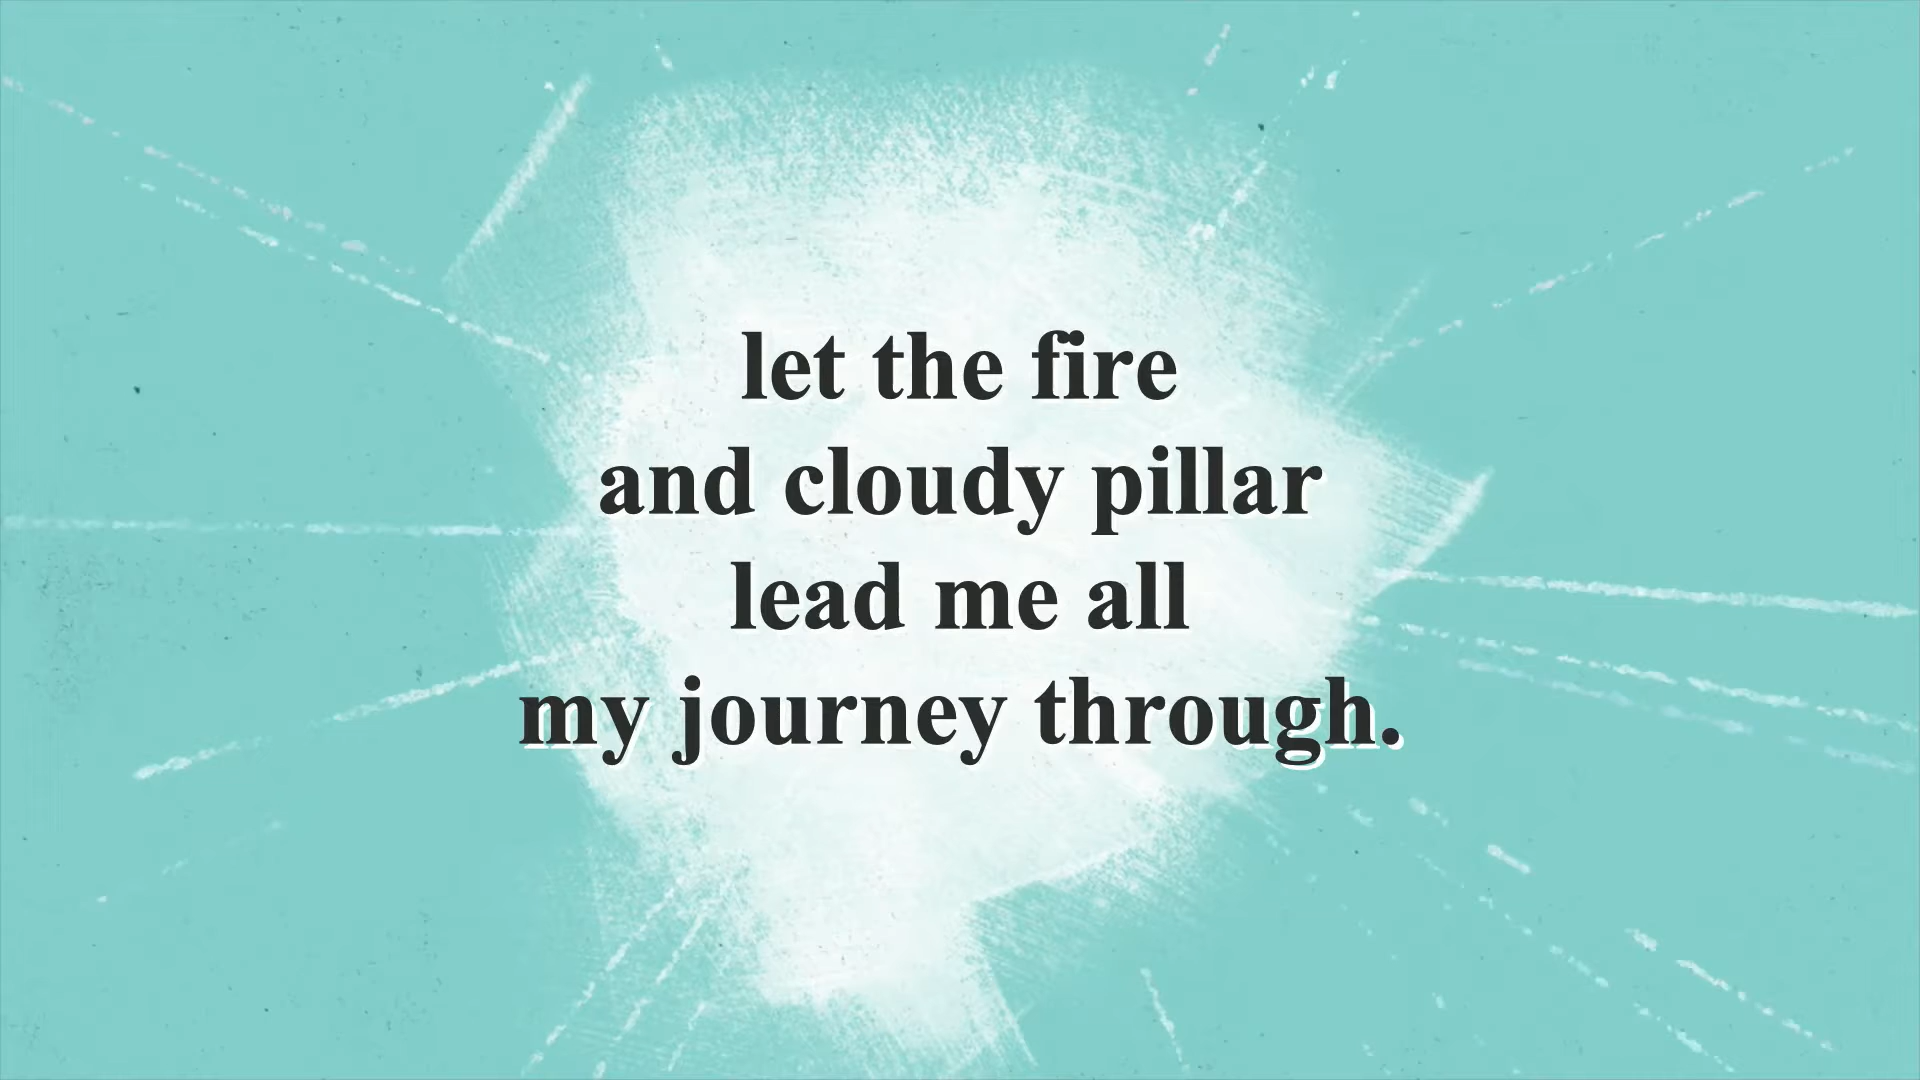 let the fire
and cloudy pillar
lead me all
my journey through.